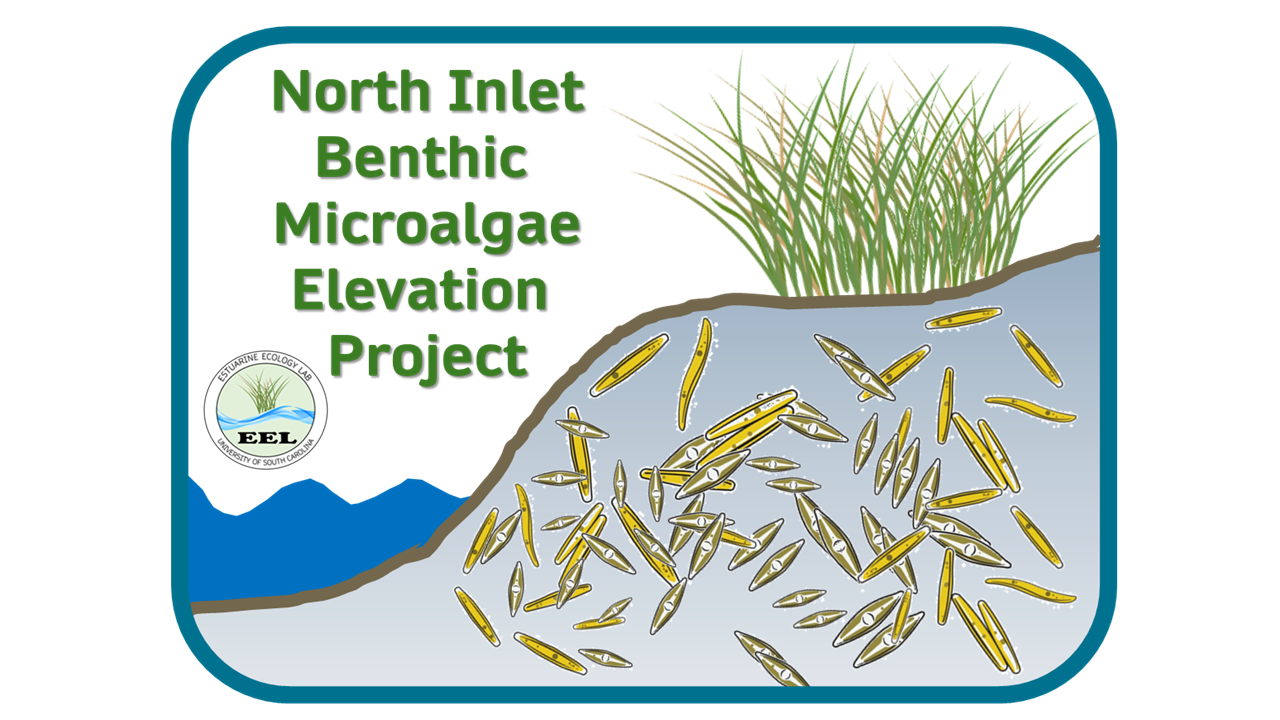 North Inlet
Benthic
Microalgae
Elevation
Project
ESTUARINE ECOLOGY LAB
EEL
UNIVERSITY OF SOUTH CAROLINA